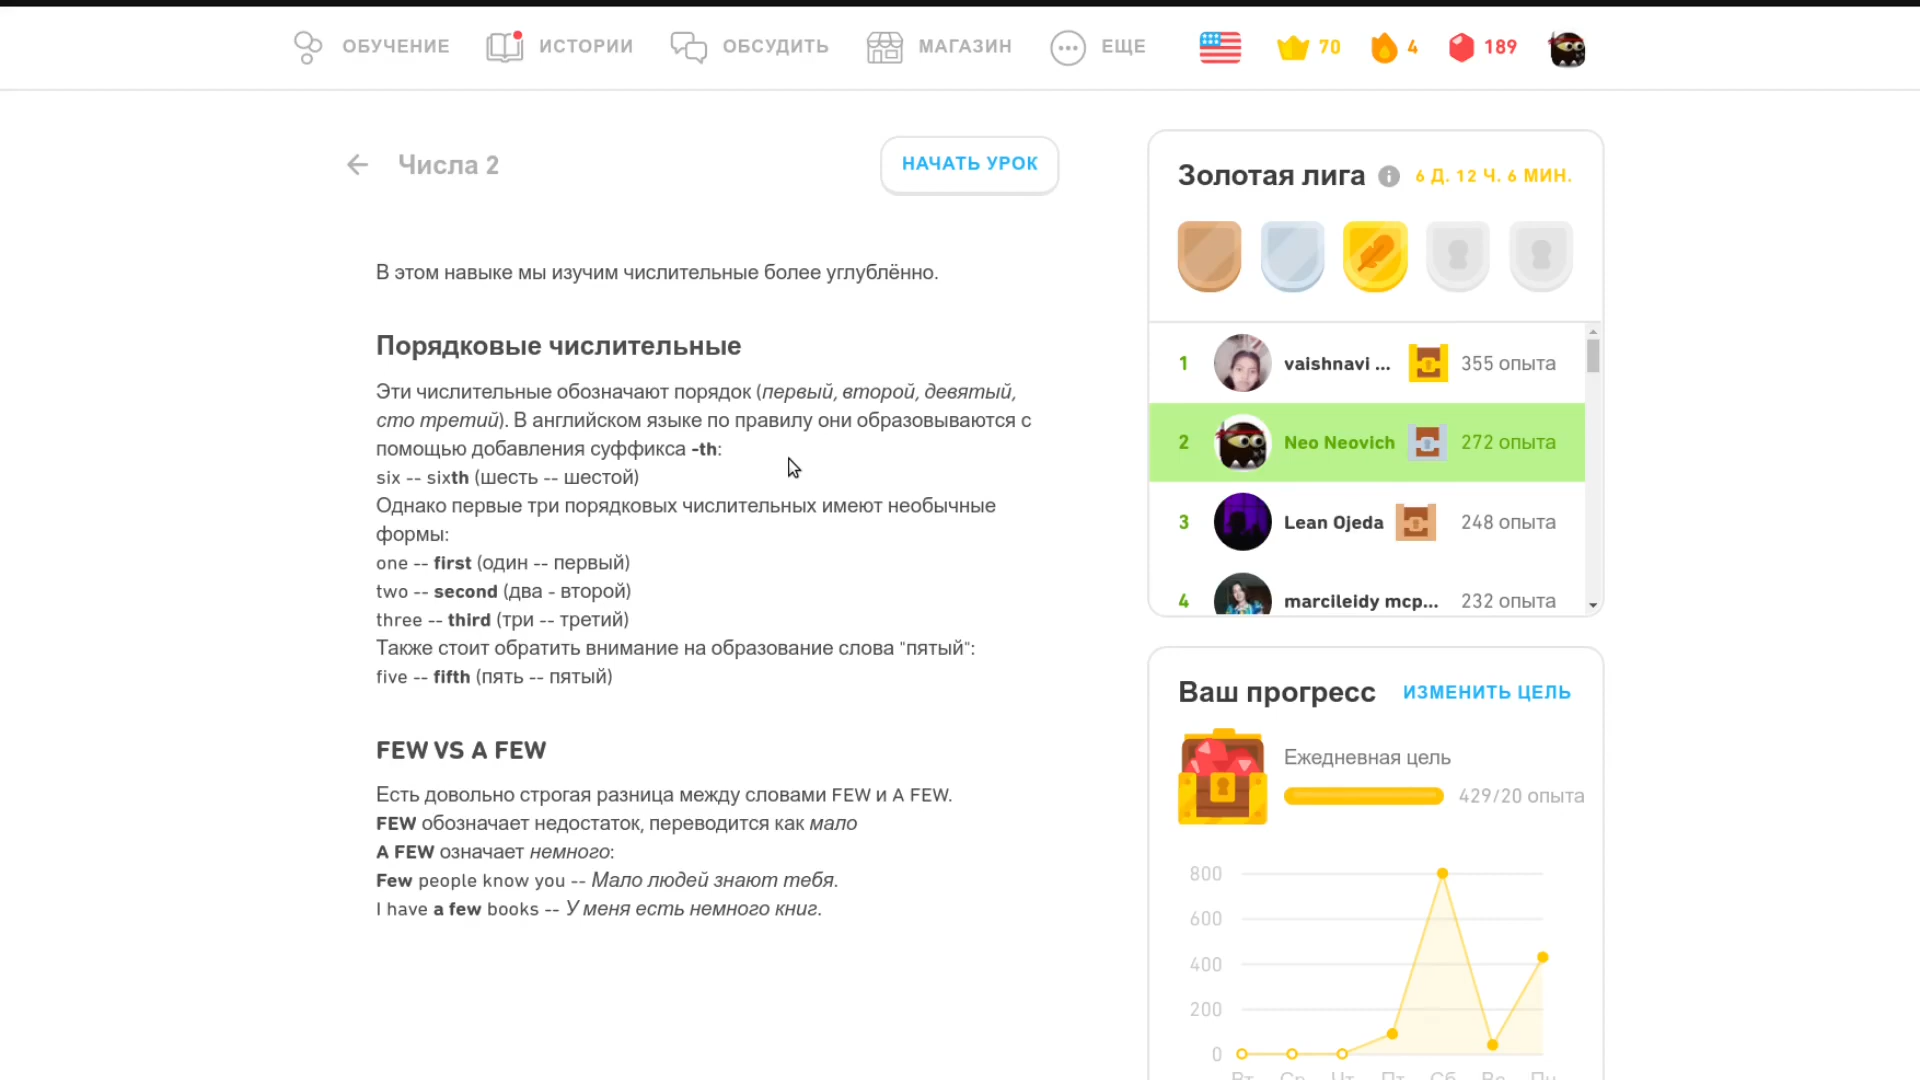 ОБУЧЕНИЕ ИСТОРИИ ОБСУДИТЬ МАГАЗИН ЕЩЕ 70 4 189
Числа 2
НАЧАТЬ УРОК
В этом навыке мы изучим числительные более углублённо.
Порядковые числительные
Эти числительные обозначают порядок (первый, второй, девятый,
сто третий). В английском языке по правилу они образовываются с
помощью добавления суффикса -th:
six -- sixth (шесть -- шестой)
Однако первые три порядковых числительных имеют необычные
формы:
one -- first (один -- первый)
two -- second (два - второй)
three -- third (три -- третий)
Также стоит обратить внимание на образование слова "пятый":
five -- fifth (пять -- пятый)
FEW VS A FEW
Есть довольно строгая разница между словами FEW и A FEW.
FEW обозначает недостаток, переводится как мало
A FEW означает немного:
Few people know you -- Мало людей знают тебя.
I have a few books -- У меня есть немного книг.
Золотая лига 6 Д. 12 Ч. 6 МИН.
1 vaishnavi ... 355 опыта
2 Neo Neovich 272 опыта
3 Lean Ojeda 248 опыта
4 marcileidy mcp... 232 опыта
Ваш прогресс ИЗМЕНИТЬ ЦЕЛЬ
Ежедневная цель
429/20 опыта
800
600
400
200
0
Вт Ср Чт Пт Сб Вс Пн